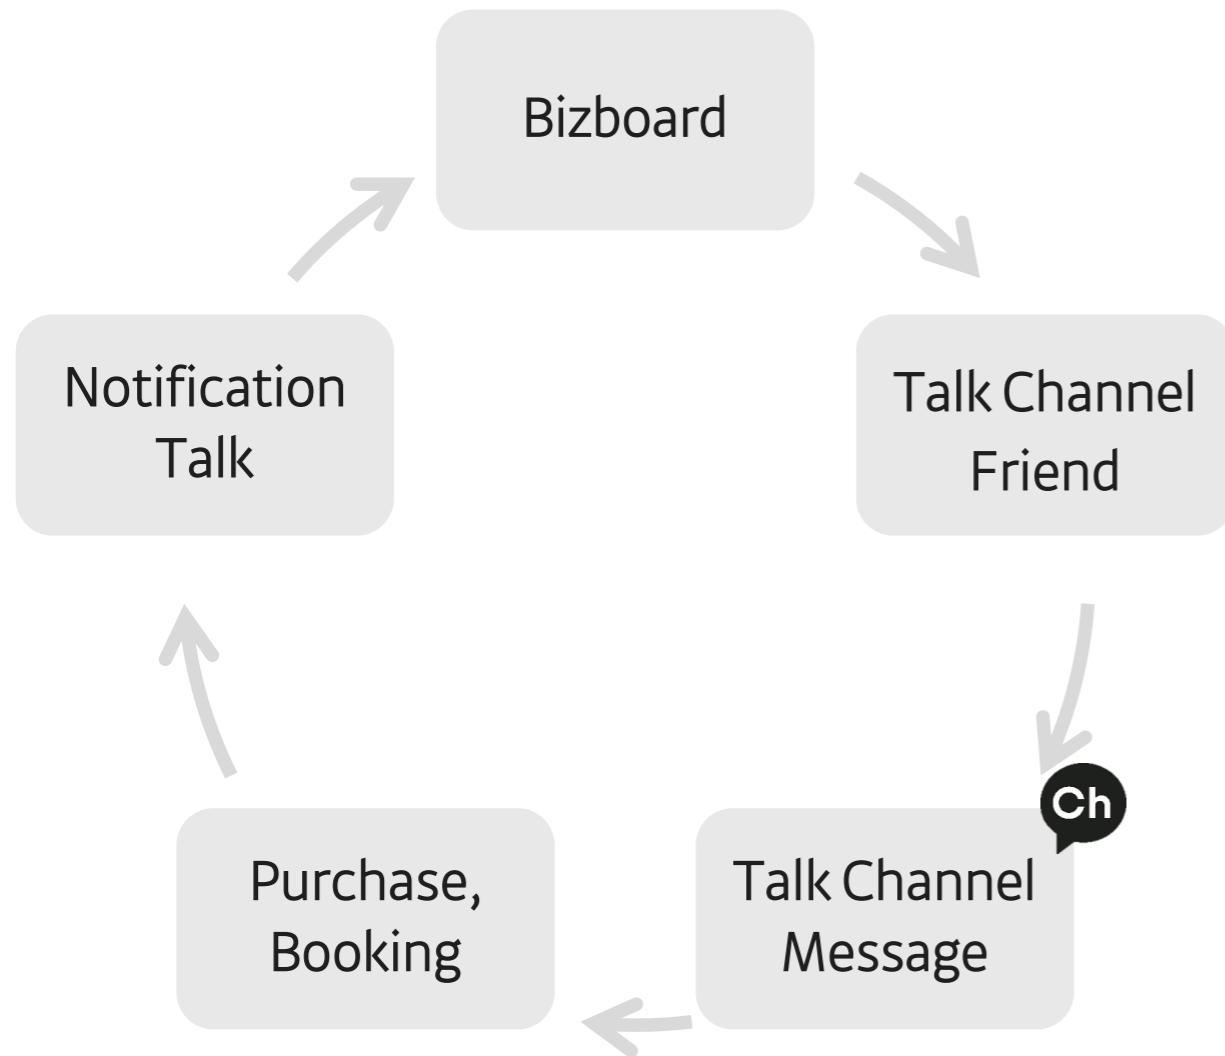 Bizboard
Notification
Talk
Talk Channel
Friend
Ch
Purchase,
Booking
Talk Channel
Message